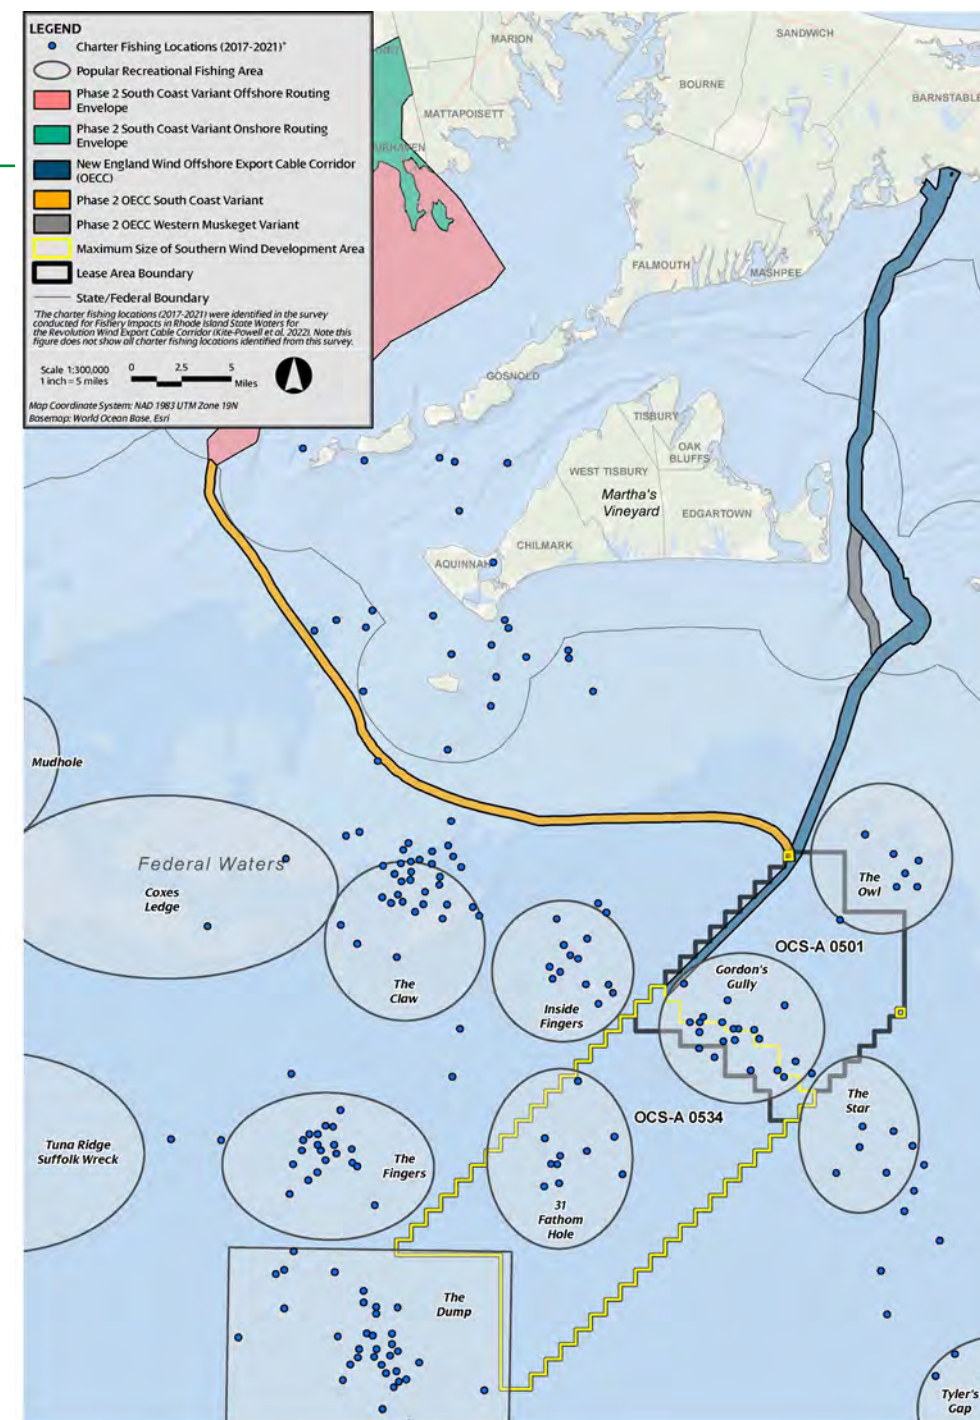 LEGEND
Charter Fishing Locations (2017-2021)*
Popular Recreational Fishing Area
Phase 2 South Coast Variant Offshore Routing
Envelope
Phase 2 South Coast Variant Onshore Routing
Envelope
New England Wind Offshore Export Cable Corridor
(OECC)
Phase 2 OECC South Coast Variant
Phase 2 OECC Western Muskeget Variant
Maximum Size of Southern Wind Development Area
Lease Area Boundary
State/Federal Boundary
*The charter fishing locations (2017-2021) were identified in the survey
conducted for Fishery Impacts in Rhode Island State Waters for
the Revolution Wind Export Cable Corridor (Kite-Powell et al, 2022). Note this
figure does not show all charter fishing locations identified from this survey.
Scale 1:300,000
1 inch = 5 miles
0 2.5 5
Miles
Map Coordinate System: NAD 1983 UTM Zone 19N
Basemap: World Ocean Base, Esri
MARION
SANDWICH
BOURNE
BARNSTABLE
MATTAPOISETT
FALMOUTH
MASHPEE
GOSNOLD
TISBURY
OAK
BLUFFS
WEST TISBURY
Martha's
Vineyard
EDGARTOWN
CHILMARK
AQUINNAH
Mudhole
Federal Waters
Coxes
Ledge
The
Owl
OCS-A 0501
The
Claw
Inside
Fingers
Gordon's
Gully
OCS-A 0534
The
Star
Tuna Ridge
Suffolk Wreck
The
Fingers
31
Fathom
Hole
The
Dump
Tyler's
Gap